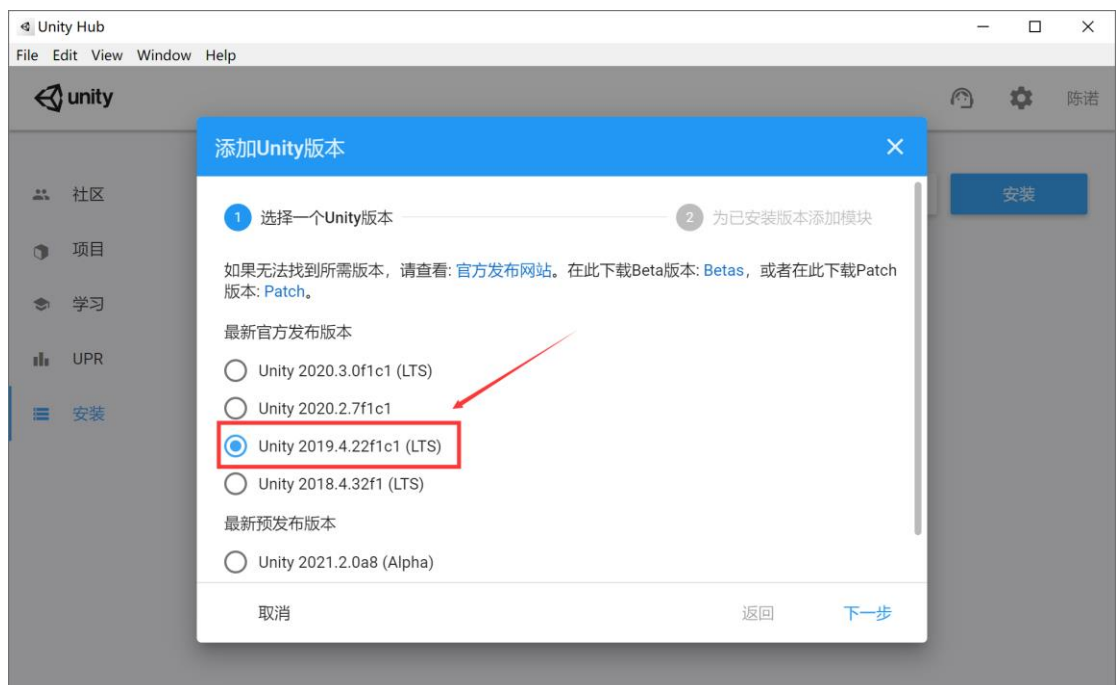 Unity Hub
File Edit View Window Help
unity
陈诺
添加Unity版本
社区
项目
学习
UPR
安装
安装
1 选择一个Unity版本
2 为已安装版本添加模块
如果无法找到所需版本，请查看: 官方发布网站。在此下载Beta版本: Betas，或者在此下载Patch
版本: Patch。
最新官方发布版本
Unity 2020.3.0f1c1 (LTS)
Unity 2020.2.7f1c1
Unity 2019.4.22f1c1 (LTS)
Unity 2018.4.32f1 (LTS)
最新预发布版本
Unity 2021.2.0a8 (Alpha)
取消
返回
下一步